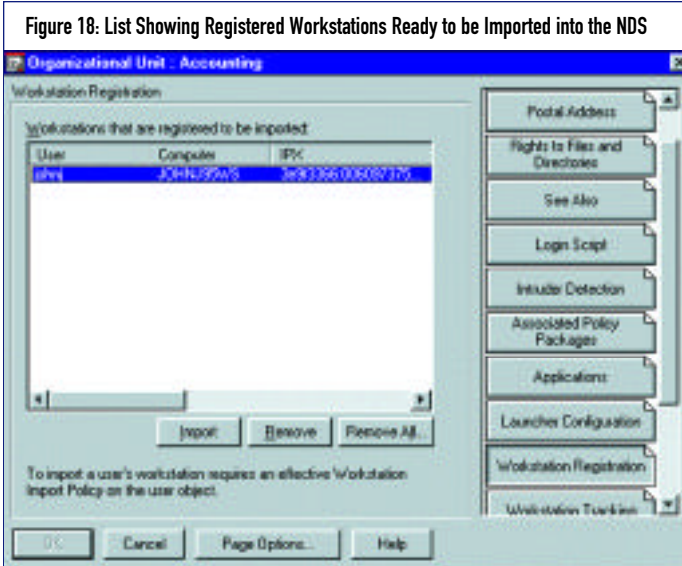 Figure 18: List Showing Registered Workstations Ready to be Imported into the NDS
Organizational Unit : Accounting
Workstation Registration
Workstations that are registered to be imported:
User Computer IPX
johnj JOHNJ95WS
Import Remove Remove All...
To import a user's workstation requires an effective Workstation
Import Policy on the user object.
Postal Address
Rights to Files and
Directories
See Also
Login Script
Intruder Detection
Associated Policy
Packages
Applications
Launcher Configuration
Workstation Registration
Workstation Tracking
OK Cancel Page Options... Help